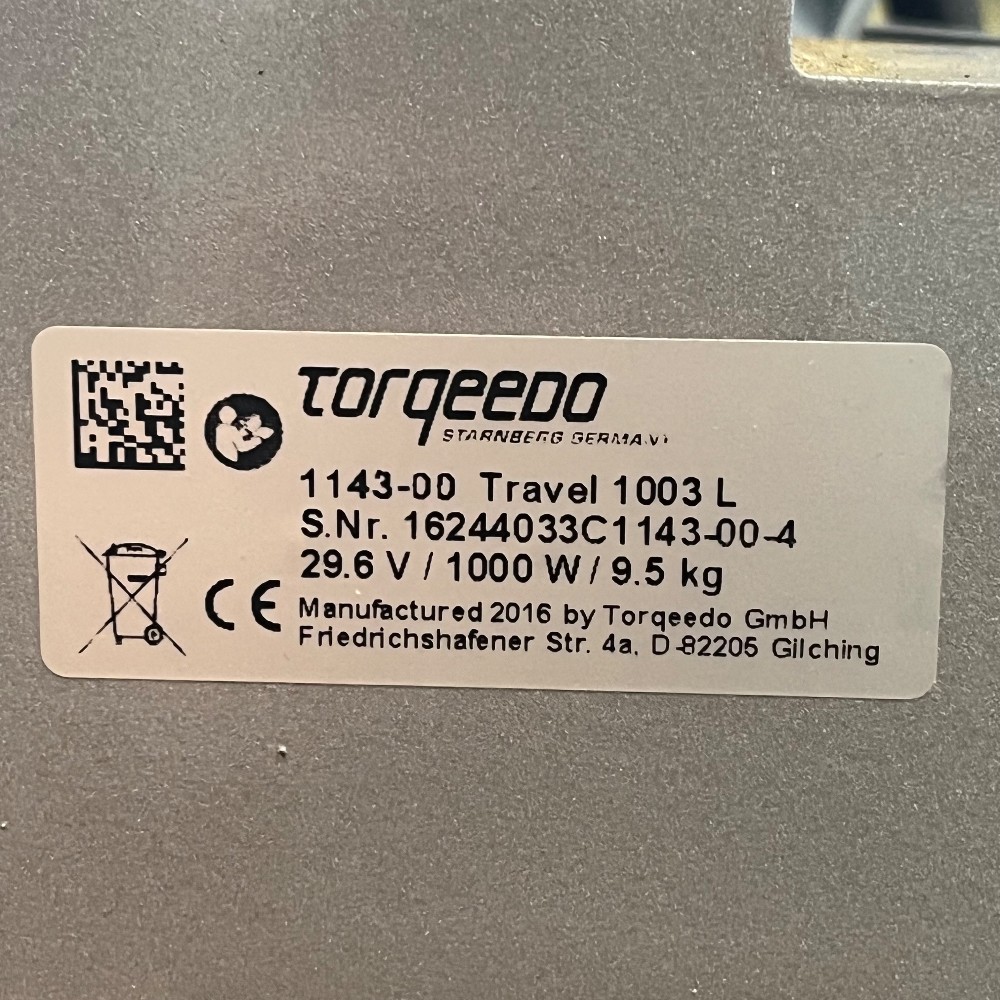 TORQEEDO
STARNBERG GERMANY
1143-00 Travel 1003 L
S.Nr. 16244033C1143-00-4
29.6 V / 1000 W / 9.5 kg
CE
Manufactured 2016 by Torqeedo GmbH
Friedrichshafener Str. 4a, D-82205 Gilching